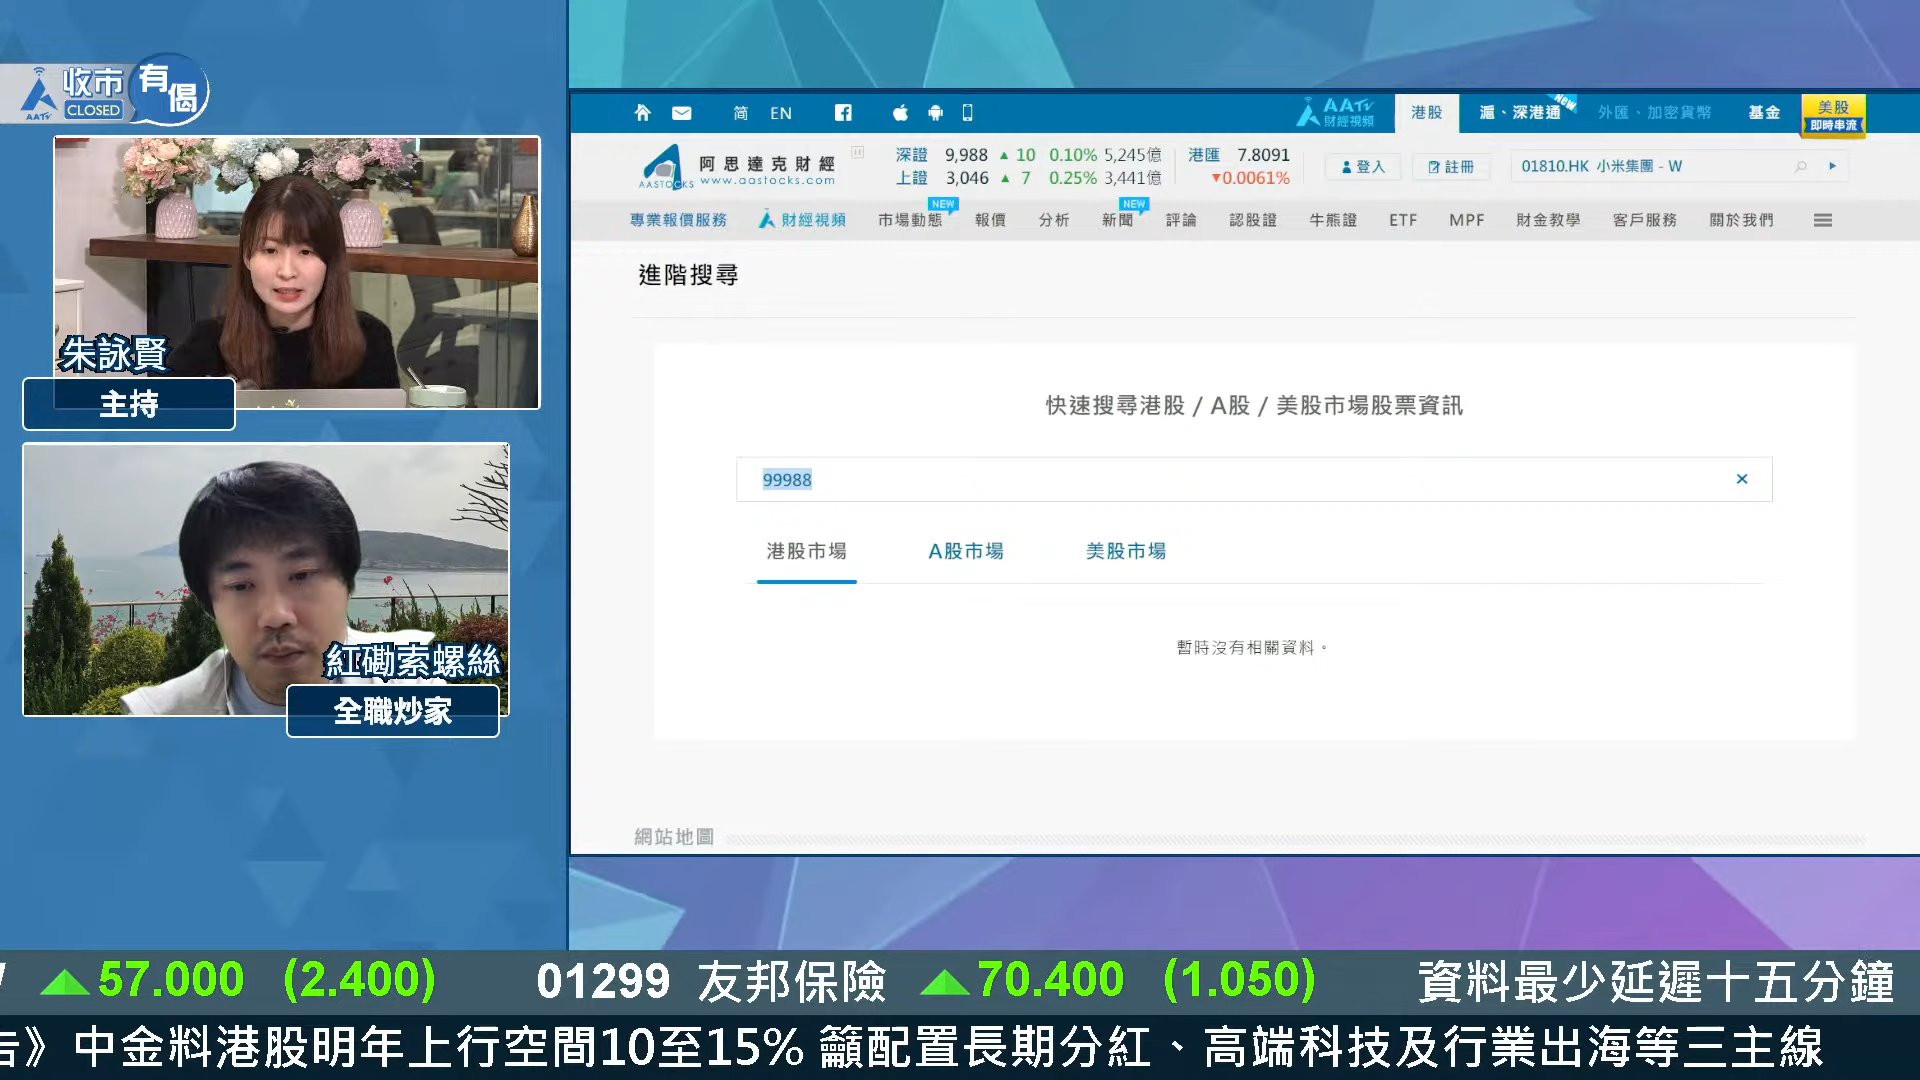 AATV 收市 CLOSED 有偈
朱詠賢
主持
紅磡索螺絲
全職炒家
简 EN
AATV 財經視頻
港股
滬、深港通 New
外匯、加密貨幣
基金
美股 即時串流
阿思達克財經
AASTOCKS www.aastocks.com
深證 9,988 ▲ 10 0.10% 5,245億
上證 3,046 ▲ 7 0.25% 3,441億
港匯 7.8091
▼0.0061%
登入
註冊
01810.HK 小米集團 - W
專業報價服務 財經視頻 市場動態 NEW 報價 分析 新聞 NEW 評論 認股證 牛熊證 ETF MPF 財金教學 客戶服務 關於我們
進階搜尋
快速搜尋港股 / A股 / 美股市場股票資訊
99988 ×
港股市場 A股市場 美股市場
暫時沒有相關資料。
網站地圖
▲57.000 (2.400) 01299 友邦保險 ▲70.400 (1.050) 資料最少延遲十五分鐘
告》中金料港股明年上行空間10至15% 籲配置長期分紅、高端科技及行業出海等三主線